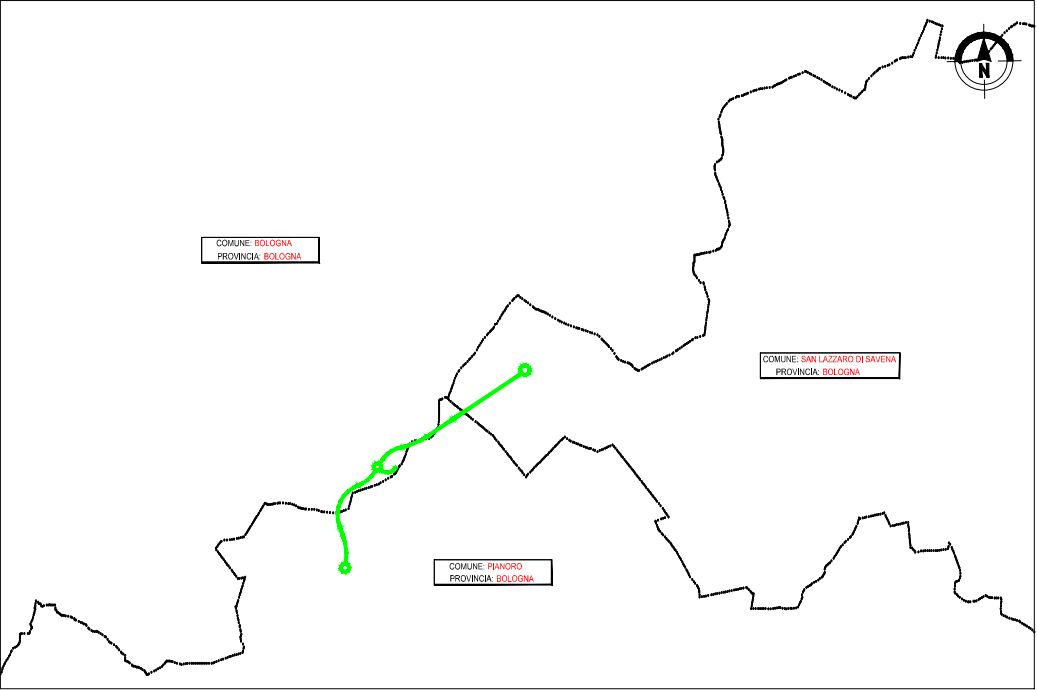 N
COMUNE: BOLOGNA
PROVINCIA: BOLOGNA
COMUNE: SAN LAZZARO DI SAVENA
PROVINCIA: BOLOGNA
COMUNE: PIANORO
PROVINCIA: BOLOGNA